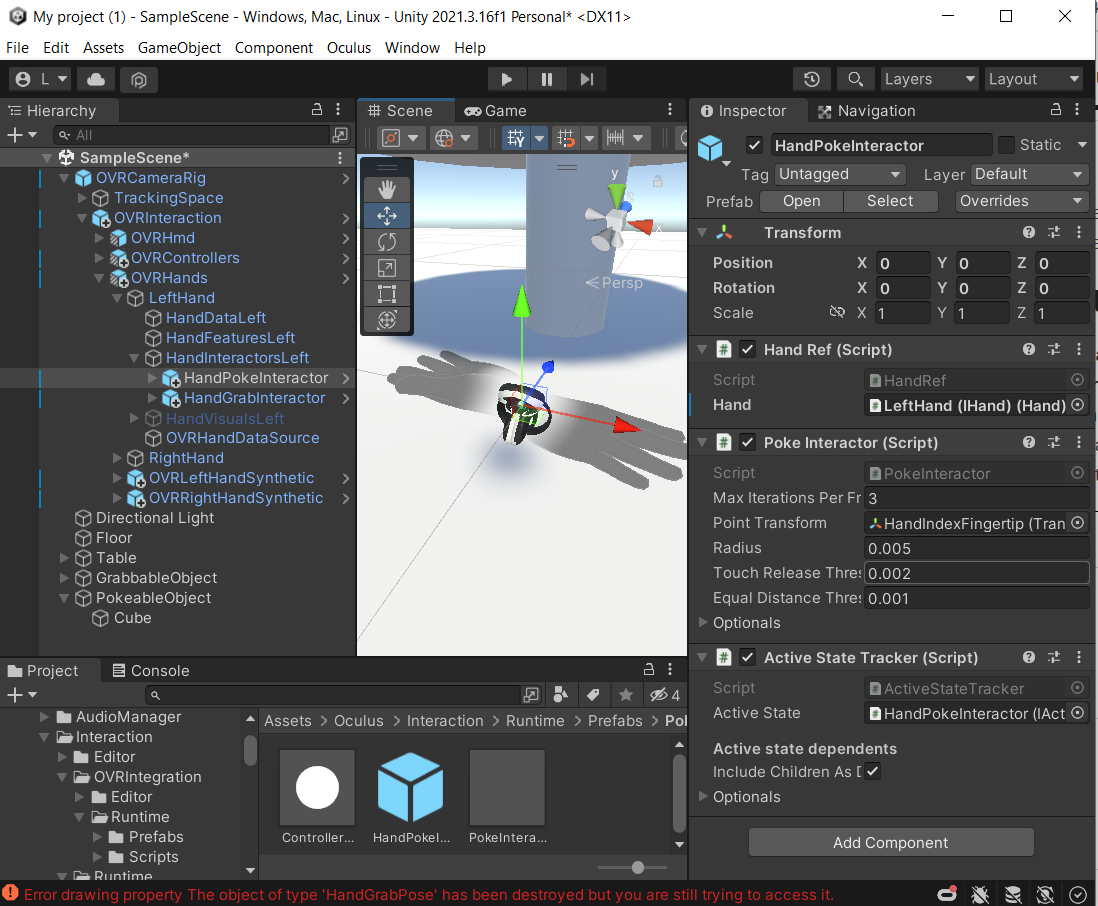 My project (1) - SampleScene - Windows, Mac, Linux - Unity 2021.3.16f1 Personal* <DX11>
File Edit Assets GameObject Component Oculus Window Help
L Layers Layout
Hierarchy
All
SampleScene*
OVRCameraRig
TrackingSpace
OVRInteraction
OVRHmd
OVRControllers
OVRHands
LeftHand
HandDataLeft
HandFeaturesLeft
HandInteractorsLeft
HandPokeInteractor
HandGrabInteractor
HandVisualsLeft
OVRHandDataSource
RightHand
OVRLeftHandSynthetic
OVRRightHandSynthetic
Directional Light
Floor
Table
GrabbableObject
PokeableObject
Cube
Scene Game
y
x
Persp
Inspector Navigation
HandPokeInteractor Static
Tag Untagged Layer Default
Prefab Open Select Overrides
Transform
Position X 0 Y 0 Z 0
Rotation X 0 Y 0 Z 0
Scale X 1 Y 1 Z 1
Hand Ref (Script)
Script HandRef
Hand LeftHand (IHand) (Hand)
Poke Interactor (Script)
Script PokeInteractor
Max Iterations Per Fr 3
Point Transform HandIndexFingertip (Tran
Radius 0.005
Touch Release Thres 0.002
Equal Distance Thres 0.001
Optionals
Active State Tracker (Script)
Script ActiveStateTracker
Active State HandPokeInteractor (IAct
Active state dependents
Include Children As D
Optionals
Add Component
Project Console
4
AudioManager
Interaction
Editor
OVRIntegration
Editor
Runtime
Prefabs
Scripts
Runtime
Assets > Oculus > Interaction > Runtime > Prefabs > Pol
Controller... HandPokeI... PokeIntera...
Error drawing property The object of type 'HandGrabPose' has been destroyed but you are still trying to access it.